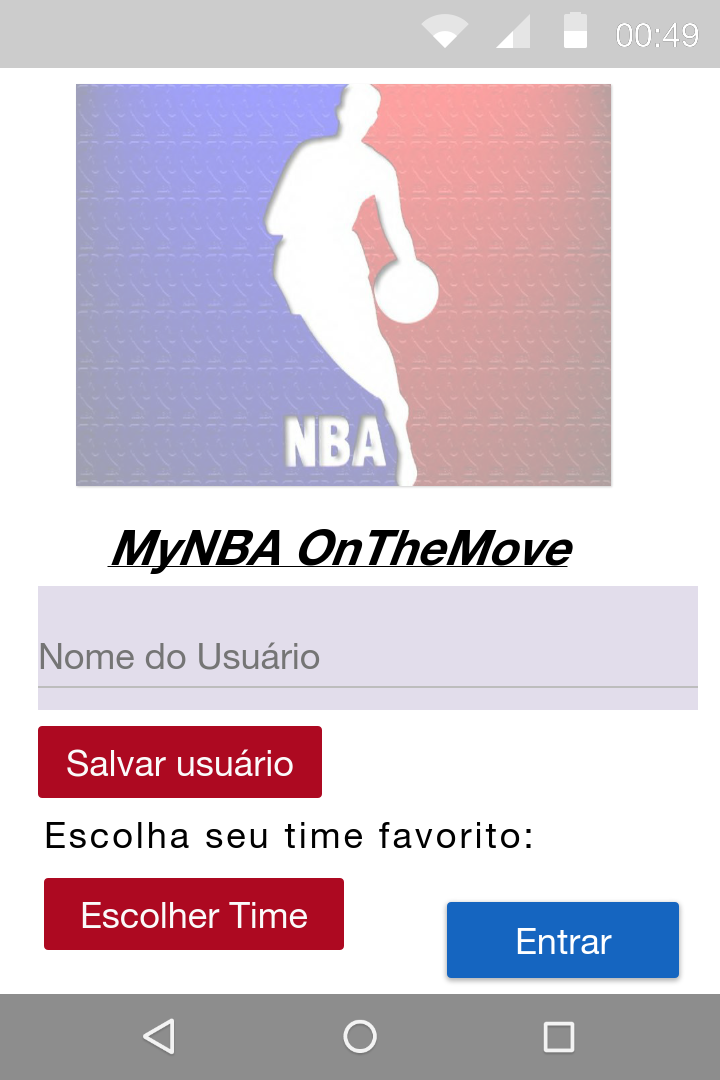 00:49
NBA
MyNBA OnTheMove
Nome do Usuário
Salvar usuário
Escolha seu time favorito:
Escolher Time
Entrar